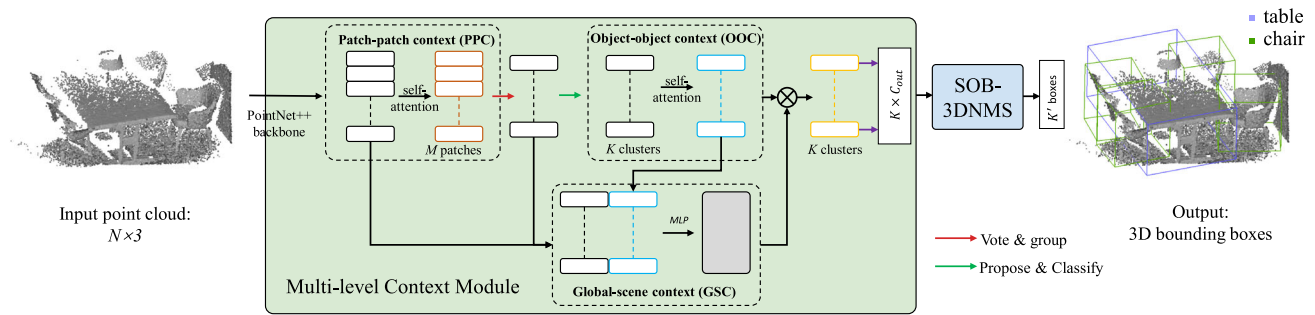 Input point cloud:
N×3
PointNet++
backbone
Patch-patch context (PPC)
self-
attention
M patches
Object-object context (OOC)
self-
attention
K clusters
K clusters
K × Cout
SOB-
3DNMS
K' boxes
table
chair
Output:
3D bounding boxes
MLP
Global-scene context (GSC)
Multi-level Context Module
Vote & group
Propose & Classify